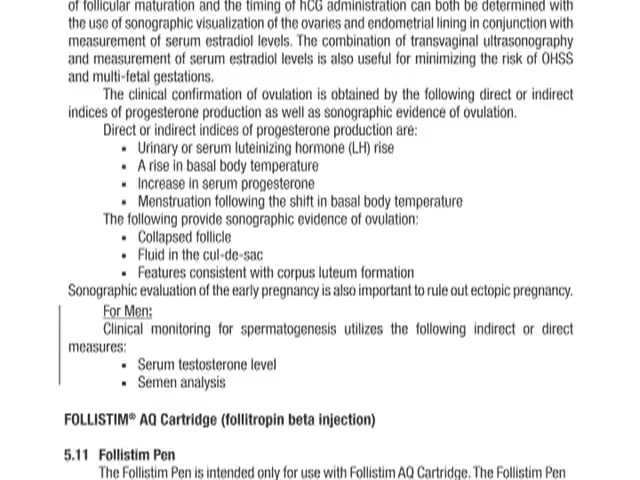 of follicular maturation and the timing of hCG administration can both be determined with
the use of sonographic visualization of the ovaries and endometrial lining in conjunction with
measurement of serum estradiol levels. The combination of transvaginal ultrasonography
and measurement of serum estradiol levels is also useful for minimizing the risk of OHSS
and multi-fetal gestations.
The clinical confirmation of ovulation is obtained by the following direct or indirect
indices of progesterone production as well as sonographic evidence of ovulation.
Direct or indirect indices of progesterone production are:
• Urinary or serum luteinizing hormone (LH) rise
• A rise in basal body temperature
• Increase in serum progesterone
• Menstruation following the shift in basal body temperature
The following provide sonographic evidence of ovulation:
• Collapsed follicle
• Fluid in the cul-de-sac
• Features consistent with corpus luteum formation
Sonographic evaluation of the early pregnancy is also important to rule out ectopic pregnancy.
For Men:
Clinical monitoring for spermatogenesis utilizes the following indirect or direct
measures:
• Serum testosterone level
• Semen analysis
FOLLISTIM® AQ Cartridge (follitropin beta injection)
5.11 Follistim Pen
The Follistim Pen is intended only for use with Follistim AQ Cartridge. The Follistim Pen